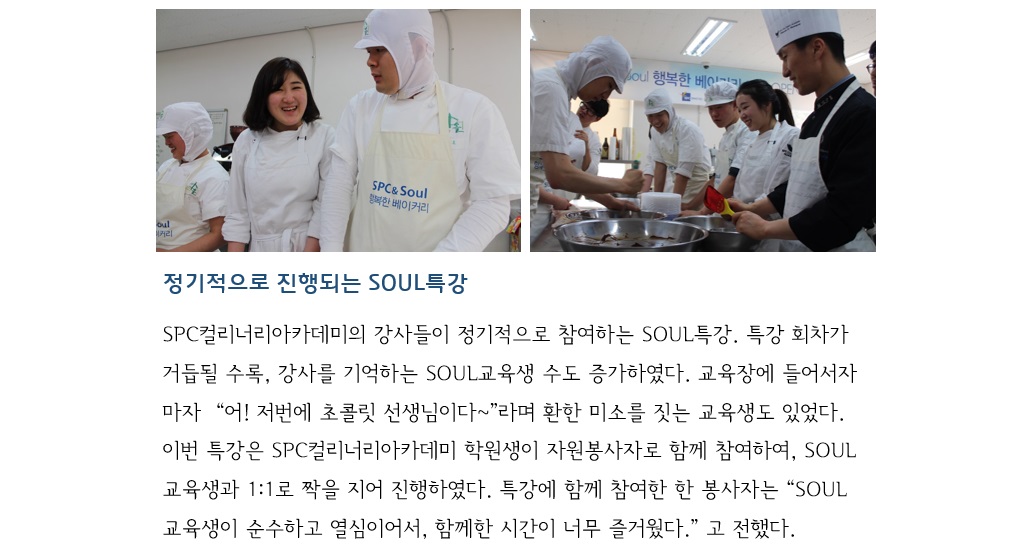 SPC&Soul
행복한 베이커리
Soul
Soul 행복한 베이커리
정기적으로 진행되는 SOUL특강
SPC컬리너리아카데미의 강사들이 정기적으로 참여하는 SOUL특강. 특강 회차가
거듭될 수록, 강사를 기억하는 SOUL교육생 수도 증가하였다. 교육장에 들어서자
마자 “어! 저번에 초콜릿 선생님이다~”라며 환한 미소를 짓는 교육생도 있었다.
이번 특강은 SPC컬리너리아카데미 학원생이 자원봉사자로 함께 참여하여, SOUL
교육생과 1:1로 짝을 지어 진행하였다. 특강에 함께 참여한 한 봉사자는 “SOUL
교육생이 순수하고 열심이어서, 함께한 시간이 너무 즐거웠다.” 고 전했다.